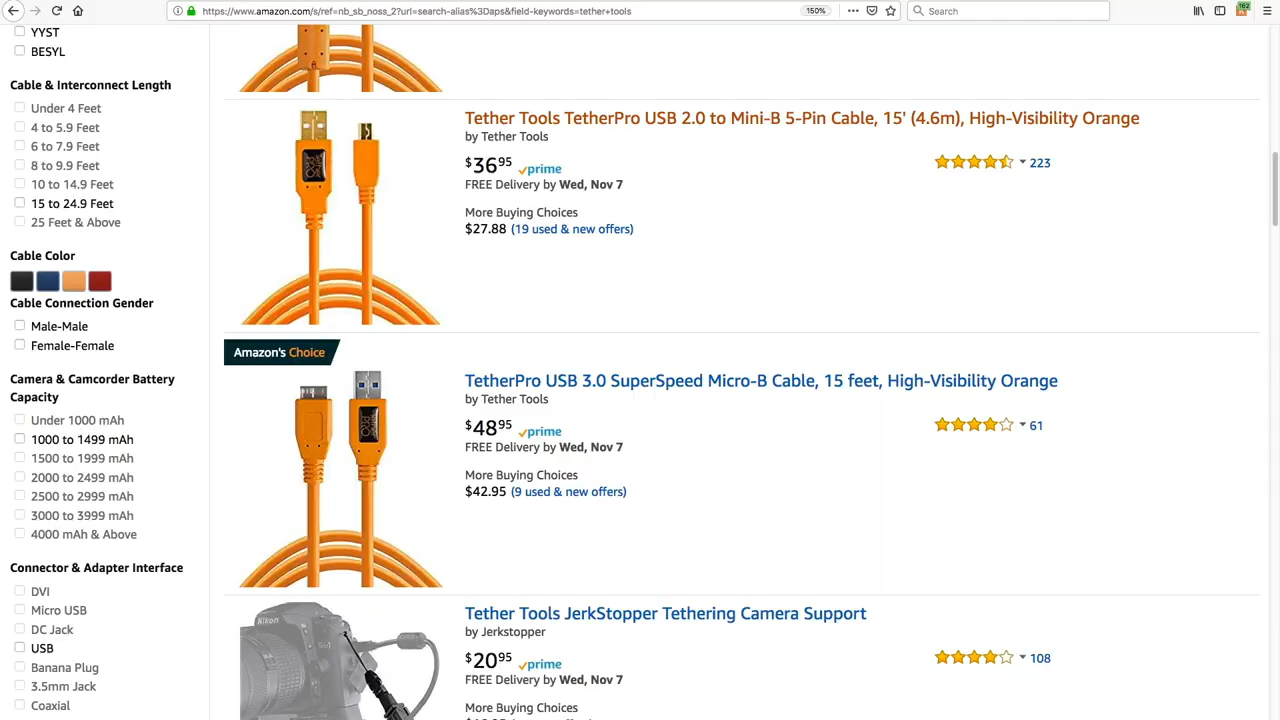 https://www.amazon.com/s/ref=nb_sb_noss_2?url=search-alias%3Daps&field-keywords=tether+tools
150%
Search
162
YYST
BESYL
Cable & Interconnect Length
Under 4 Feet
4 to 5.9 Feet
6 to 7.9 Feet
8 to 9.9 Feet
10 to 14.9 Feet
15 to 24.9 Feet
25 Feet & Above
Cable Color
Cable Connection Gender
Male-Male
Female-Female
Camera & Camcorder Battery
Capacity
Under 1000 mAh
1000 to 1499 mAh
1500 to 1999 mAh
2000 to 2499 mAh
2500 to 2999 mAh
3000 to 3999 mAh
4000 mAh & Above
Connector & Adapter Interface
DVI
Micro USB
DC Jack
USB
Banana Plug
3.5mm Jack
Coaxial
Tether Tools TetherPro USB 2.0 to Mini-B 5-Pin Cable, 15' (4.6m), High-Visibility Orange
by Tether Tools
$36 95 prime
223
FREE Delivery by Wed, Nov 7
More Buying Choices
$27.88 (19 used & new offers)
Amazon's Choice
TetherPro USB 3.0 SuperSpeed Micro-B Cable, 15 feet, High-Visibility Orange
by Tether Tools
$48 95 prime
61
FREE Delivery by Wed, Nov 7
More Buying Choices
$42.95 (9 used & new offers)
Nikon
Tether Tools JerkStopper Tethering Camera Support
by Jerkstopper
$20 95 prime
108
FREE Delivery by Wed, Nov 7
More Buying Choices